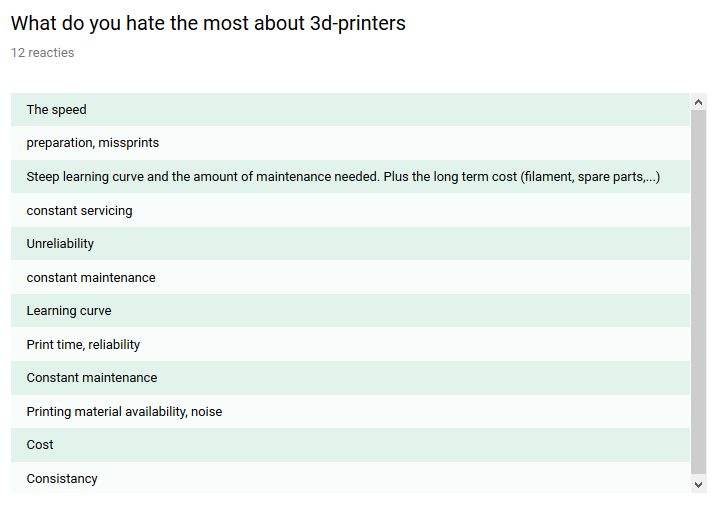 What do you hate the most about 3d-printers
12 reacties
The speed
preparation, missprints
Steep learning curve and the amount of maintenance needed. Plus the long term cost (filament, spare parts,...)
constant servicing
Unreliability
constant maintenance
Learning curve
Print time, reliability
Constant maintenance
Printing material availability, noise
Cost
Consistancy